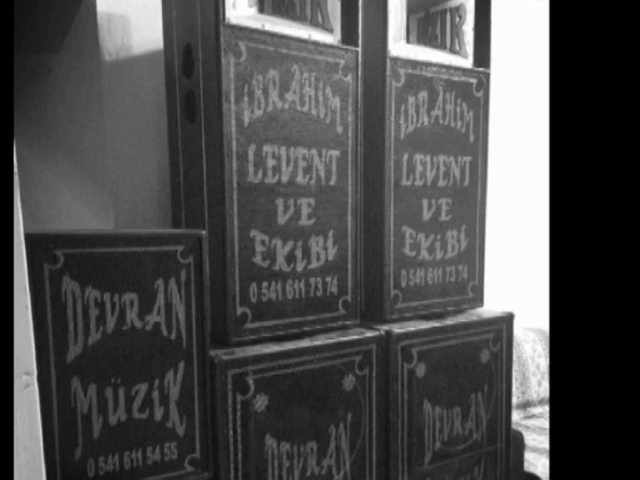 İBRAHİM
LEVENT
VE
EKİBİ
0 541 611 73 74
İBRAHİM
LEVENT
VE
EKİBİ
0 541 611 73 74
DEVRAN
MÜZİK
0 541 611 54 55
DEVRAN
DEVRAN